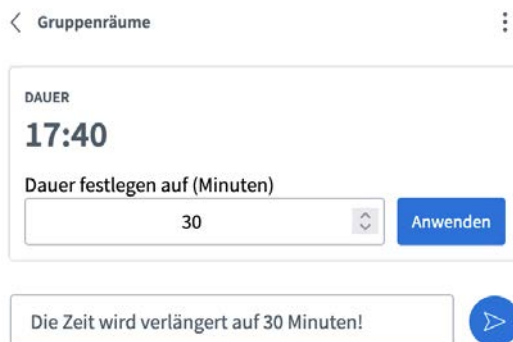 Gruppenräume
DAUER
17:40
Dauer festlegen auf (Minuten)
30
Anwenden
Die Zeit wird verlängert auf 30 Minuten!